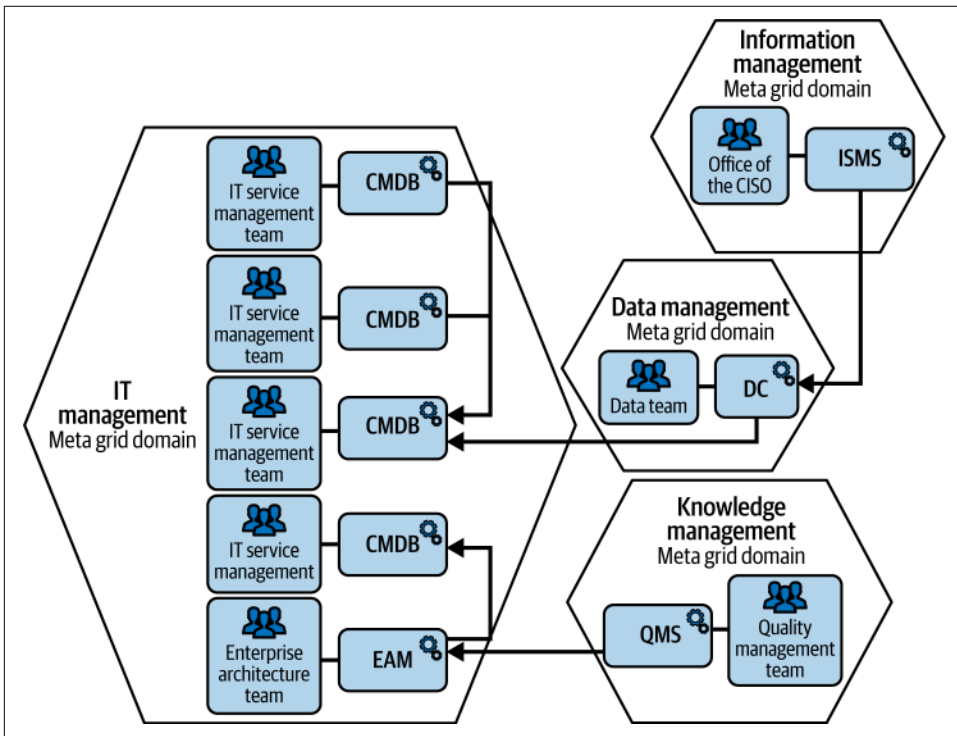 Information
management
Meta grid domain
Office of
the CISO
ISMS
IT service
management
team
CMDB
IT service
management
team
CMDB
Data management
Meta grid domain
Data team
DC
IT
management
Meta grid domain
IT service
management
team
CMDB
Knowledge
management
Meta grid domain
IT service
management
CMDB
QMS
Quality
management
team
Enterprise
architecture
team
EAM